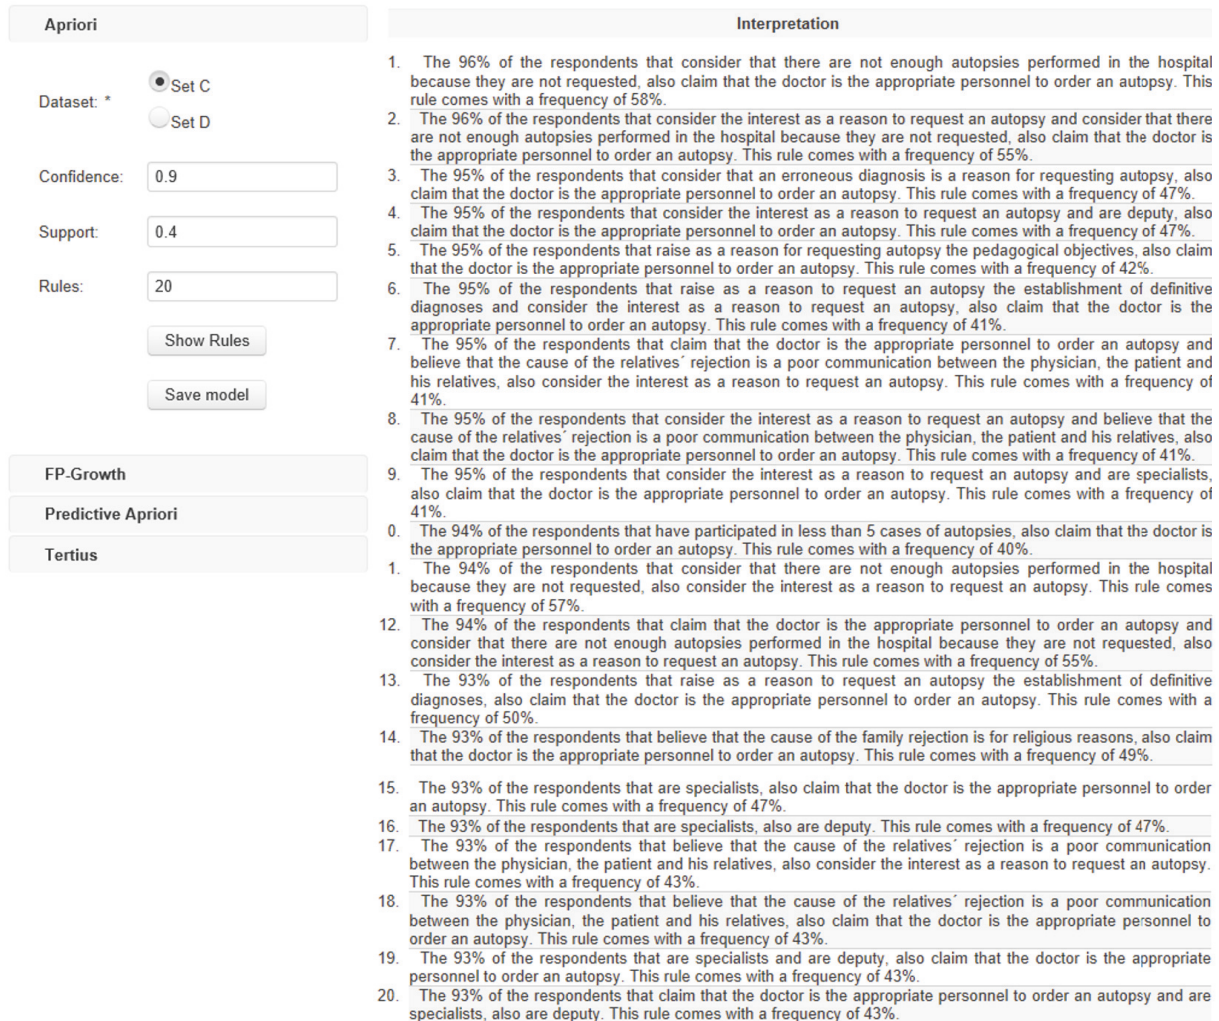 Apriori
Dataset: *
Set C
Set D
Confidence:
0.9
Support:
0.4
Rules:
20
Show Rules
Save model
FP-Growth
Predictive Apriori
Tertius
Interpretation
1. The 96% of the respondents that consider that there are not enough autopsies performed in the hospital
because they are not requested, also claim that the doctor is the appropriate personnel to order an autopsy. This
rule comes with a frequency of 58%.
2. The 96% of the respondents that consider the interest as a reason to request an autopsy and consider that there
are not enough autopsies performed in the hospital because they are not requested, also claim that the doctor is
the appropriate personnel to order an autopsy. This rule comes with a frequency of 55%.
3. The 95% of the respondents that consider that an erroneous diagnosis is a reason for requesting autopsy, also
claim that the doctor is the appropriate personnel to order an autopsy. This rule comes with a frequency of 47%.
4. The 95% of the respondents that consider the interest as a reason to request an autopsy and are deputy, also
claim that the doctor is the appropriate personnel to order an autopsy. This rule comes with a frequency of 47%.
5. The 95% of the respondents that raise as a reason for requesting autopsy the pedagogical objectives, also claim
that the doctor is the appropriate personnel to order an autopsy. This rule comes with a frequency of 42%.
6. The 95% of the respondents that raise as a reason to request an autopsy the establishment of definitive
diagnoses and consider the interest as a reason to request an autopsy, also claim that the doctor is the
appropriate personnel to order an autopsy. This rule comes with a frequency of 41%.
7. The 95% of the respondents that claim that the doctor is the appropriate personnel to order an autopsy and
believe that the cause of the relatives´ rejection is a poor communication between the physician, the patient and
his relatives, also consider the interest as a reason to request an autopsy. This rule comes with a frequency of
41%.
8. The 95% of the respondents that consider the interest as a reason to request an autopsy and believe that the
cause of the relatives´ rejection is a poor communication between the physician, the patient and his relatives, also
claim that the doctor is the appropriate personnel to order an autopsy. This rule comes with a frequency of 41%.
9. The 95% of the respondents that consider the interest as a reason to request an autopsy and are specialists,
also claim that the doctor is the appropriate personnel to order an autopsy. This rule comes with a frequency of
41%.
0. The 94% of the respondents that have participated in less than 5 cases of autopsies, also claim that the doctor is
the appropriate personnel to order an autopsy. This rule comes with a frequency of 40%.
1. The 94% of the respondents that consider that there are not enough autopsies performed in the hospital
because they are not requested, also consider the interest as a reason to request an autopsy. This rule comes
with a frequency of 57%.
12. The 94% of the respondents that claim that the doctor is the appropriate personnel to order an autopsy and
consider that there are not enough autopsies performed in the hospital because they are not requested, also
consider the interest as a reason to request an autopsy. This rule comes with a frequency of 55%.
13. The 93% of the respondents that raise as a reason to request an autopsy the establishment of definitive
diagnoses, also claim that the doctor is the appropriate personnel to order an autopsy. This rule comes with a
frequency of 50%.
14. The 93% of the respondents that believe that the cause of the family rejection is for religious reasons, also claim
that the doctor is the appropriate personnel to order an autopsy. This rule comes with a frequency of 49%.
15. The 93% of the respondents that are specialists, also claim that the doctor is the appropriate personnel to order
an autopsy. This rule comes with a frequency of 47%.
16. The 93% of the respondents that are specialists, also are deputy. This rule comes with a frequency of 47%.
17. The 93% of the respondents that believe that the cause of the relatives´ rejection is a poor communication
between the physician, the patient and his relatives, also consider the interest as a reason to request an autopsy.
This rule comes with a frequency of 43%.
18. The 93% of the respondents that believe that the cause of the relatives´ rejection is a poor communication
between the physician, the patient and his relatives, also claim that the doctor is the appropriate personnel to
order an autopsy. This rule comes with a frequency of 43%.
19. The 93% of the respondents that are specialists and are deputy, also claim that the doctor is the appropriate
personnel to order an autopsy. This rule comes with a frequency of 43%.
20. The 93% of the respondents that claim that the doctor is the appropriate personnel to order an autopsy and are
specialists, also are deputy. This rule comes with a frequency of 43%.